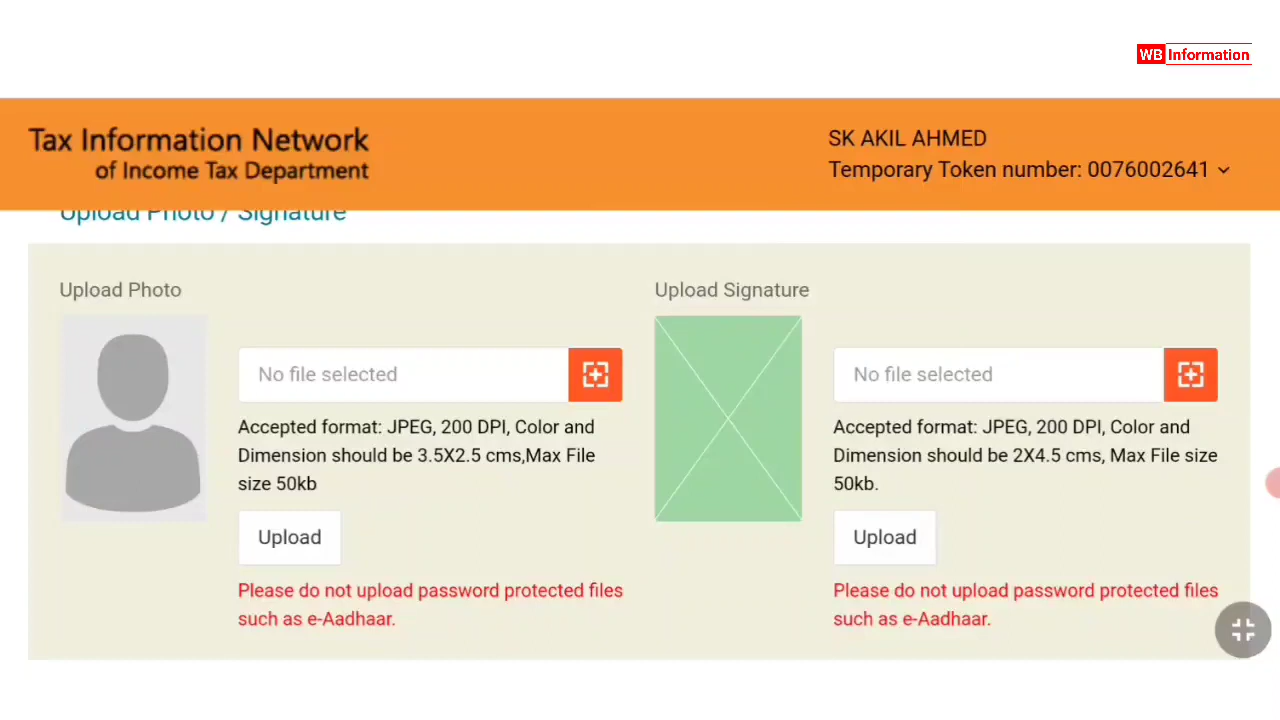 WB Information
Tax Information Network
of Income Tax Department
SK AKIL AHMED
Temporary Token number: 0076002641
Upload Photo / Signature
Upload Photo
No file selected
Accepted format: JPEG, 200 DPI, Color and
Dimension should be 3.5X2.5 cms,Max File
size 50kb
Upload
Please do not upload password protected files
such as e-Aadhaar.
Upload Signature
No file selected
Accepted format: JPEG, 200 DPI, Color and
Dimension should be 2X4.5 cms, Max File size
50kb.
Upload
Please do not upload password protected files
such as e-Aadhaar.